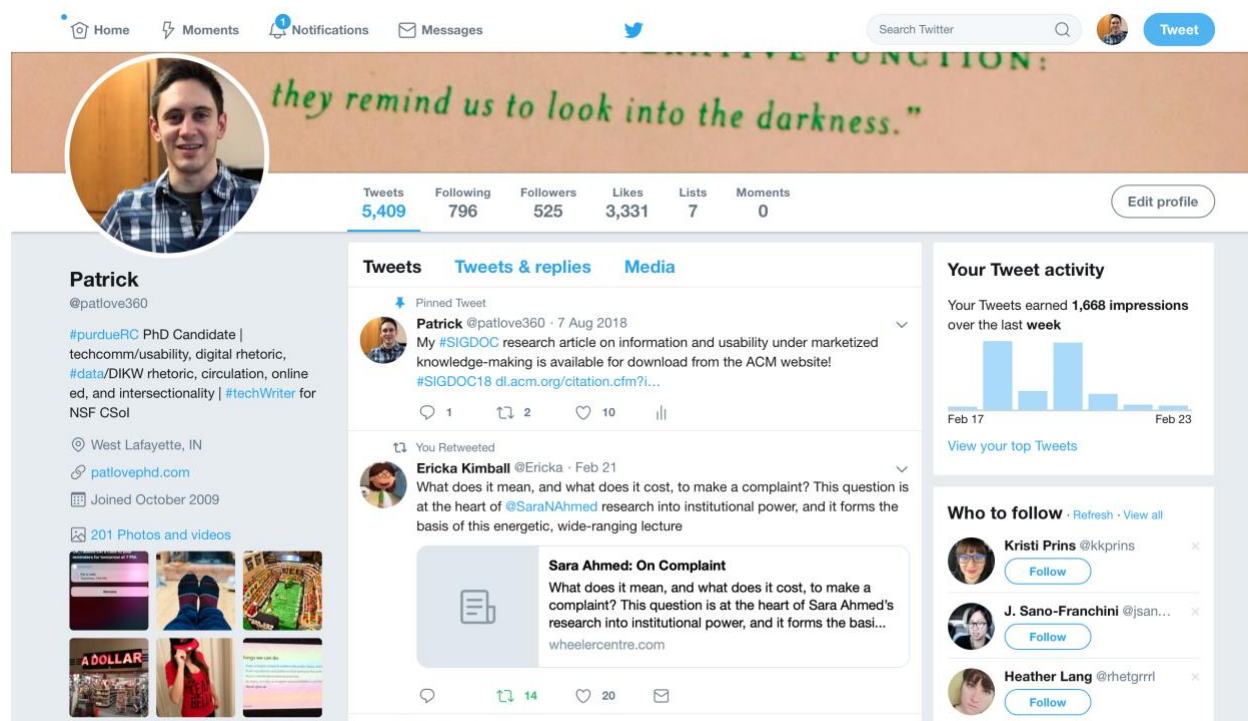 Home
Moments
1
Notifications
Messages
Search Twitter
Tweet
FUNCTION:
they remind us to look into the darkness."
Tweets
5,409
Following
796
Followers
525
Likes
3,331
Lists
7
Moments
0
Edit profile
Patrick
@patlove360
#purdueRC PhD Candidate |
techcomm/usability, digital rhetoric,
#data/DIKW rhetoric, circulation, online
ed, and intersectionality | #techWriter for
NSF CSoI
West Lafayette, IN
patlovephd.com
Joined October 2009
201 Photos and videos
A DOLLAR
Tweets
Tweets & replies
Media
Pinned Tweet
Patrick @patlove360 · 7 Aug 2018
My #SIGDOC research article on information and usability under marketized
knowledge-making is available for download from the ACM website!
#SIGDOC18 dl.acm.org/citation.cfm?i...
1
2
10
You Retweeted
Ericka Kimball @Ericka · Feb 21
What does it mean, and what does it cost, to make a complaint? This question is
at the heart of @SaraNAhmed research into institutional power, and it forms the
basis of this energetic, wide-ranging lecture
Sara Ahmed: On Complaint
What does it mean, and what does it cost, to make a
complaint? This question is at the heart of Sara Ahmed's
research into institutional power, and it forms the basi...
wheelercentre.com
14
20
Your Tweet activity
Your Tweets earned 1,668 impressions
over the last week
Feb 17
Feb 23
View your top Tweets
Who to follow · Refresh · View all
Kristi Prins @kkprins
Follow
J. Sano-Franchini @jsan...
Follow
Heather Lang @rhetgrrrl
Follow